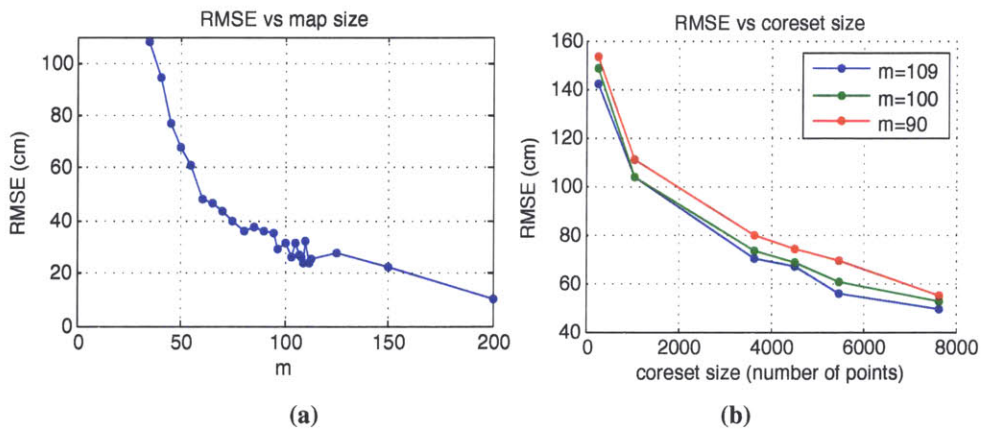 RMSE vs map size
100
80
60
40
20
0
0
50
100
150
200
RMSE (cm)
m
(a)
RMSE vs coreset size
160
140
120
100
80
60
40
0
2000
4000
6000
8000
RMSE (cm)
coreset size (number of points)
m=109
m=100
m=90
(b)